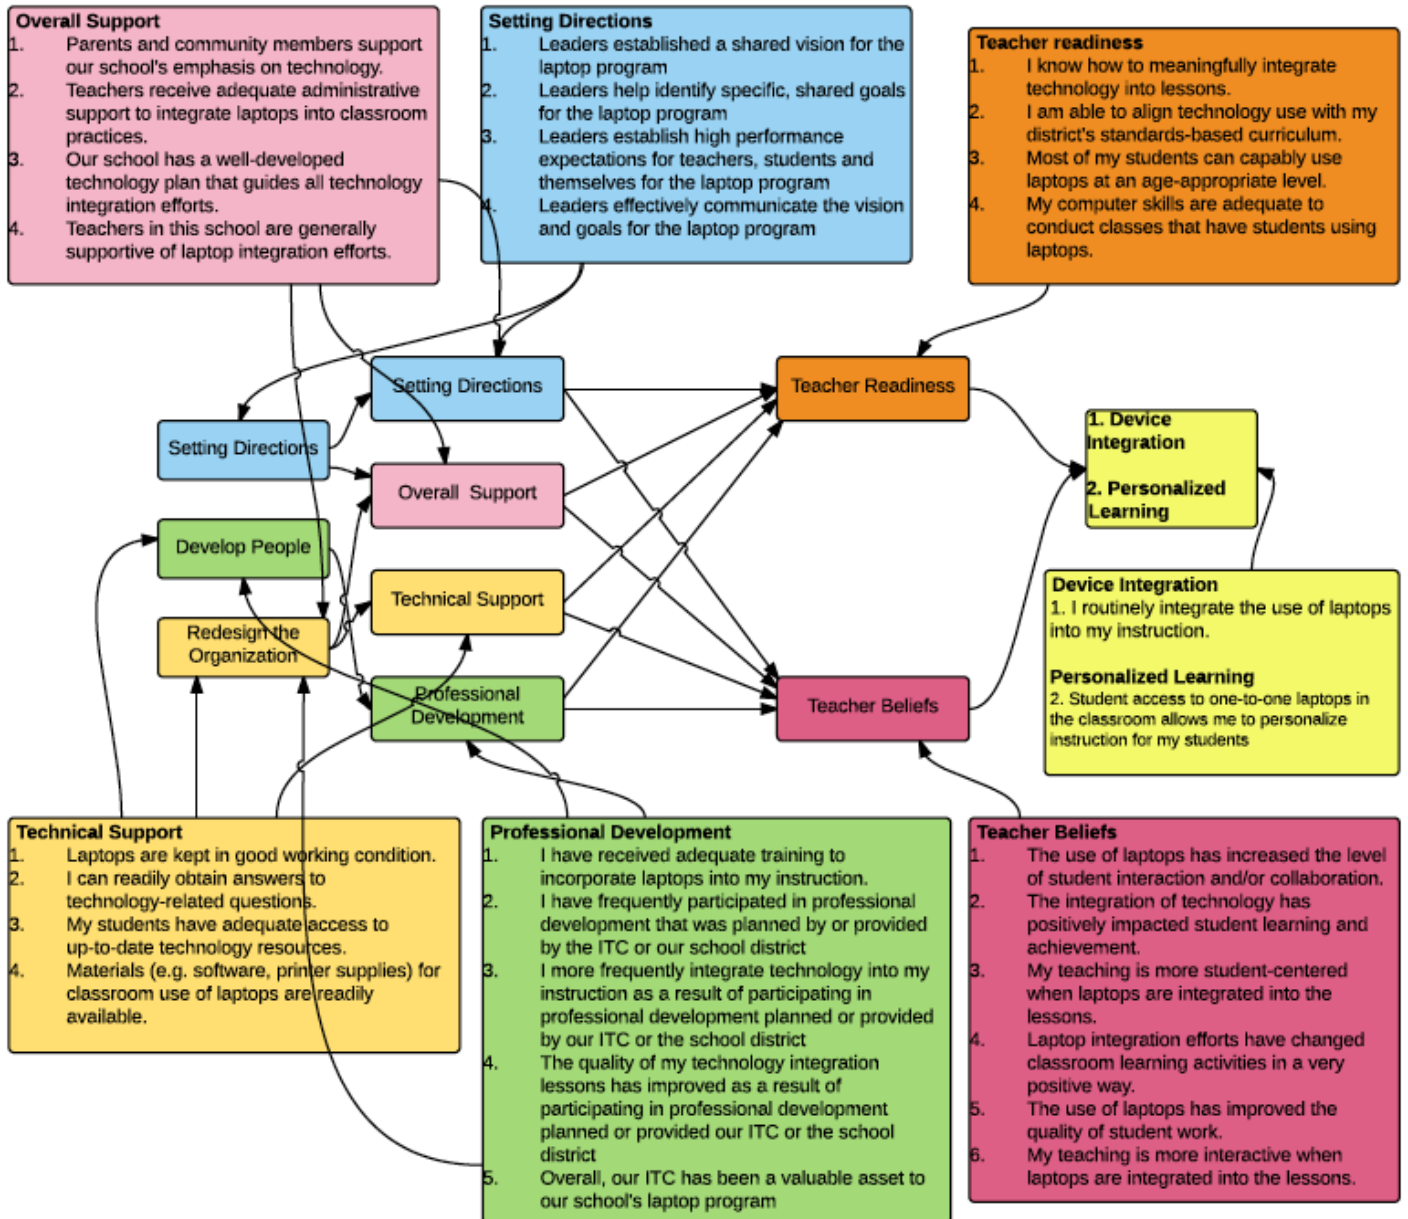 Overall Support
1. Parents and community members support
our school's emphasis on technology.
2. Teachers receive adequate administrative
support to integrate laptops into classroom
practices.
3. Our school has a well-developed
technology plan that guides all technology
integration efforts.
4. Teachers in this school are generally
supportive of laptop integration efforts.
Setting Directions
1. Leaders established a shared vision for the
laptop program
2. Leaders help identify specific, shared goals
for the laptop program
3. Leaders establish high performance
expectations for teachers, students and
themselves for the laptop program
4. Leaders effectively communicate the vision
and goals for the laptop program
Teacher readiness
1. I know how to meaningfully integrate
technology into lessons.
2. I am able to align technology use with my
district's standards-based curriculum.
3. Most of my students can capably use
laptops at an age-appropriate level.
4. My computer skills are adequate to
conduct classes that have students using
laptops.
Setting Directions
Develop People
Redesign the
Organization
Setting Directions
Overall Support
Technical Support
Professional
Development
Teacher Readiness
Teacher Beliefs
1. Device
Integration
2. Personalized
Learning
Device Integration
1. I routinely integrate the use of laptops
into my instruction.
Personalized Learning
2. Student access to one-to-one laptops in
the classroom allows me to personalize
instruction for my students
Technical Support
1. Laptops are kept in good working condition.
2. I can readily obtain answers to
technology-related questions.
3. My students have adequate access to
up-to-date technology resources.
4. Materials (e.g. software, printer supplies) for
classroom use of laptops are readily
available.
Professional Development
1. I have received adequate training to
incorporate laptops into my instruction.
2. I have frequently participated in professional
development that was planned by or provided
by the ITC or our school district
3. I more frequently integrate technology into my
instruction as a result of participating in
professional development planned or provided
by our ITC or the school district
4. The quality of my technology integration
lessons has improved as a result of
participating in professional development
planned or provided our ITC or the school
district
5. Overall, our ITC has been a valuable asset to
our school's laptop program
Teacher Beliefs
1. The use of laptops has increased the level
of student interaction and/or collaboration.
2. The integration of technology has
positively impacted student learning and
achievement.
3. My teaching is more student-centered
when laptops are integrated into the
lessons.
4. Laptop integration efforts have changed
classroom learning activities in a very
positive way.
5. The use of laptops has improved the
quality of student work.
6. My teaching is more interactive when
laptops are integrated into the lessons.